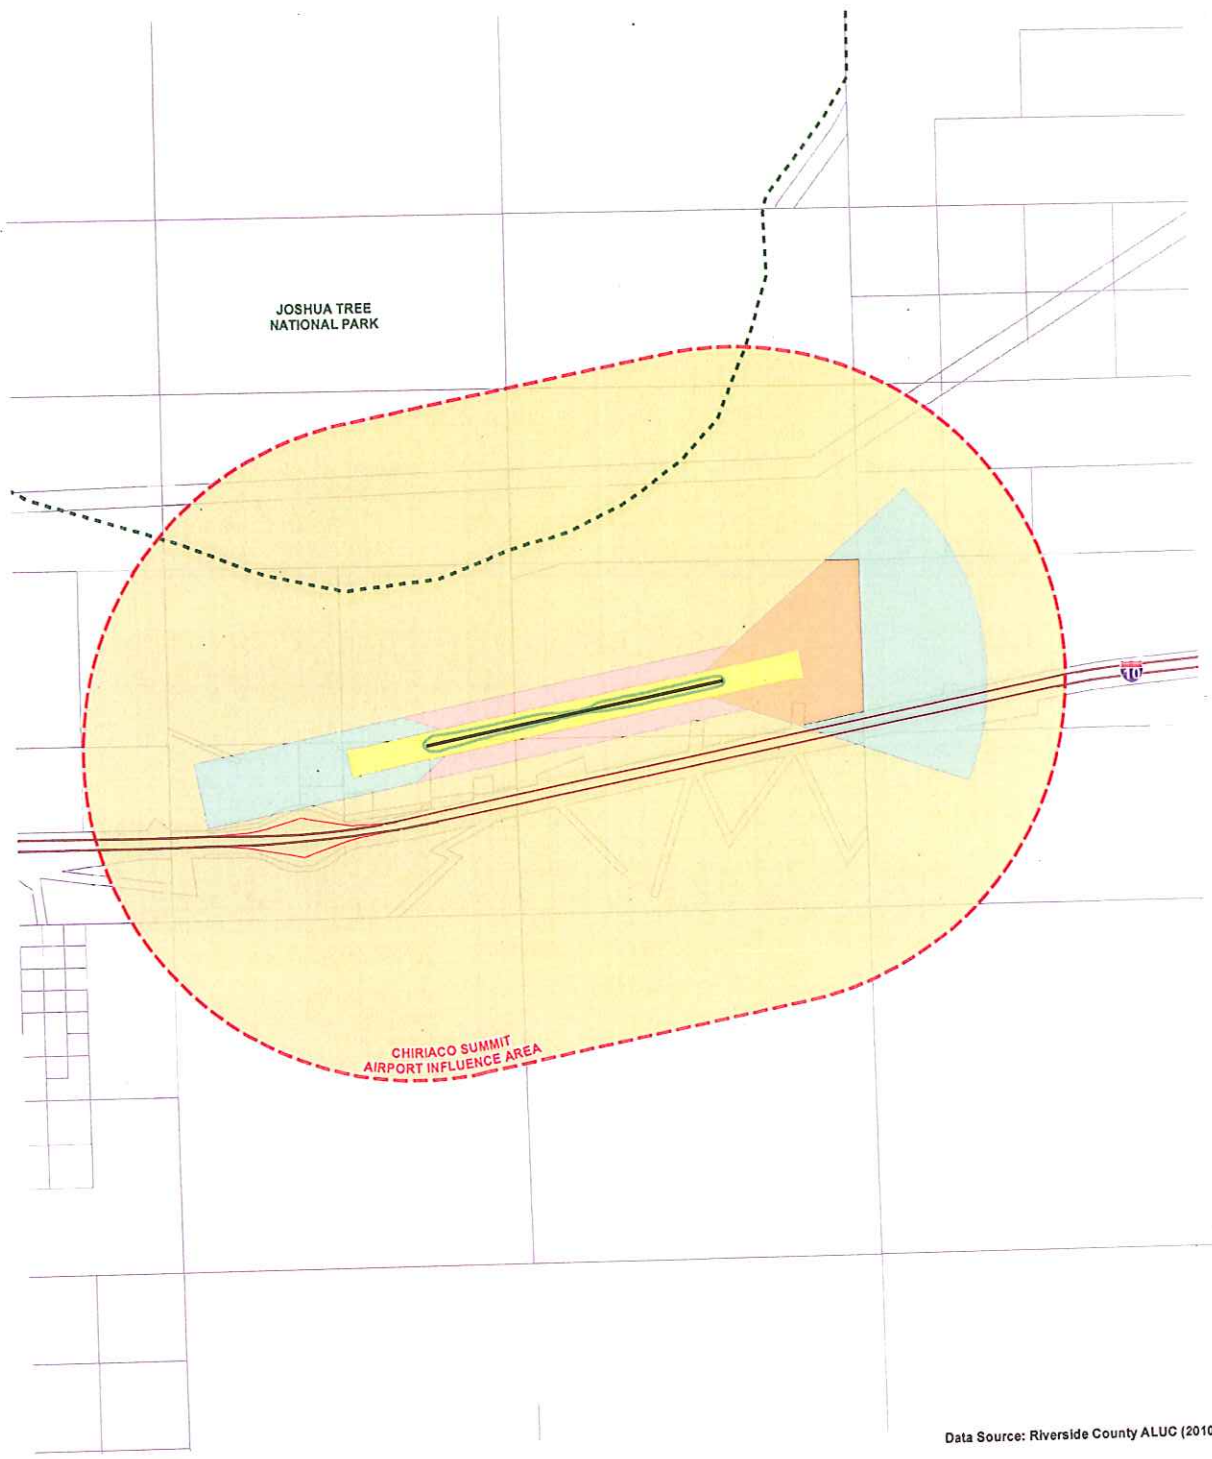 JOSHUA TREE
NATIONAL PARK
10
CHIRIACO SUMMIT
AIRPORT INFLUENCE AREA
Data Source: Riverside County ALUC (2010